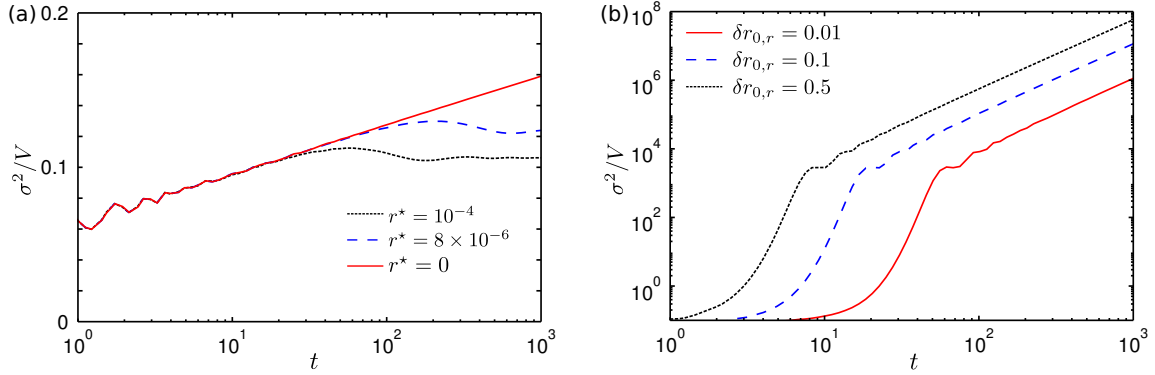 (a)
0.2
0.1
0
σ²/V
10⁰
10¹
10²
10³
t
r⋆ = 10⁻⁴
r⋆ = 8 × 10⁻⁶
r⋆ = 0
(b)
10⁸
10⁶
10⁴
10²
10⁰
σ²/V
10⁰
10¹
10²
10³
t
δr₀,ᵣ = 0.01
δr₀,ᵣ = 0.1
δr₀,ᵣ = 0.5